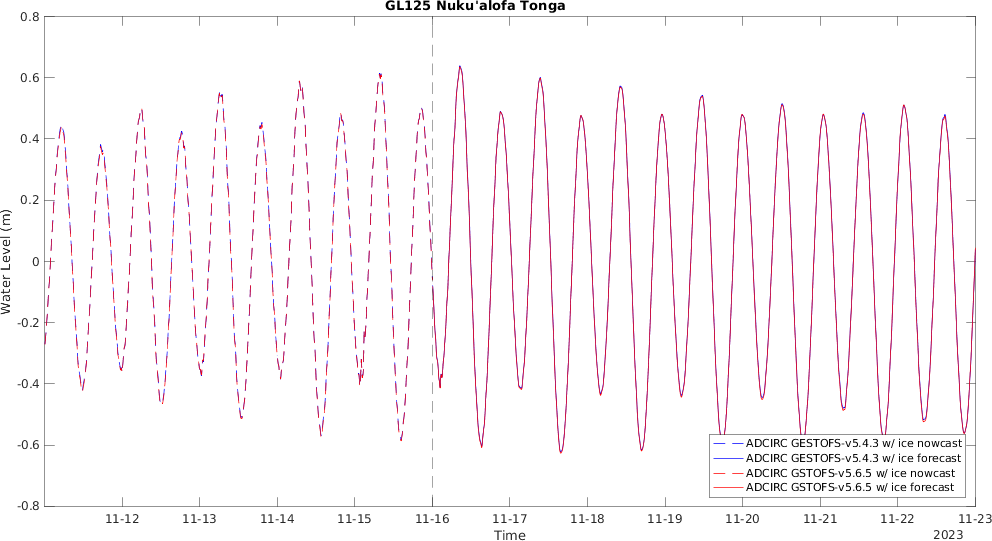 GL125 Nuku'alofa Tonga
0.8
0.6
0.4
0.2
0
-0.2
-0.4
-0.6
-0.8
Water Level (m)
ADCIRC GESTOFS-v5.4.3 w/ ice nowcast
ADCIRC GESTOFS-v5.4.3 w/ ice forecast
ADCIRC GSTOFS-v5.6.5 w/ ice nowcast
ADCIRC GSTOFS-v5.6.5 w/ ice forecast
11-12 11-13 11-14 11-15 11-16 11-17 11-18 11-19 11-20 11-21 11-22 11-23
Time
2023